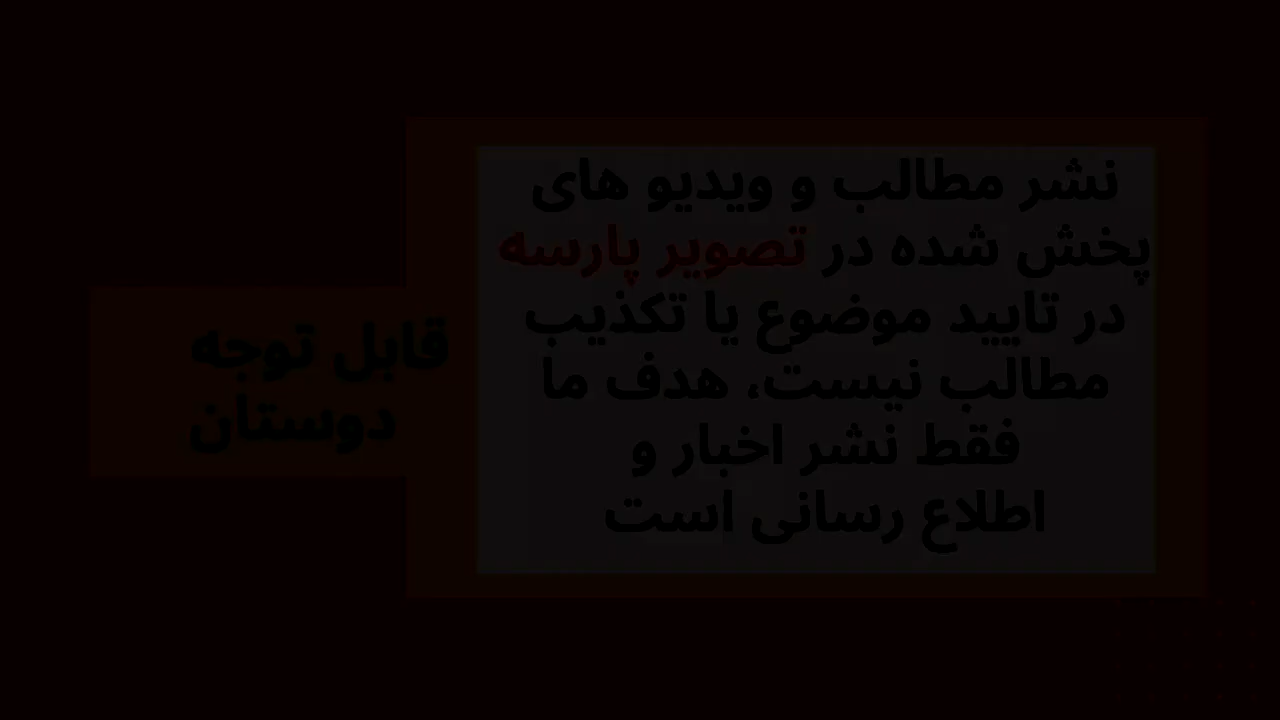 قابل توجه
دوستان
نشر مطالب و ویدیو های
پخش شده در تصویر پارسه
در تایید موضوع یا تکذیب
مطالب نیست، هدف ما
فقط نشر اخبار و
اطلاع رسانی است